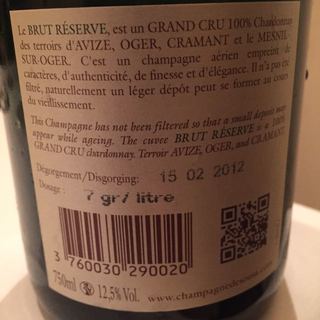 Le BRUT RÉSERVE, est un GRAND CRU 100% Chardonnay
des terroirs d'AVIZE, OGER, CRAMANT et le MESNIL-
SUR-OGER. C'est un champagne aérien empreint de
caractères, d'authenticité, de finesse et d'élégance. Il n'a pas été
filtré, naturellement un léger dépôt peut se former au cours
du vieillissement.
This Champagne has not been filtered so that a small deposit may
appear while ageing. The cuvee BRUT RÉSERVE is a 100%
GRAND CRU chardonnay. Terroir AVIZE, OGER, and CRAMANT.
Dégorgement/Disgorging: 15 02 2012
Dosage : 7 gr/ litre
3 760030 290020
750ml 12,5% Vol.
www.champagnedesousa.com